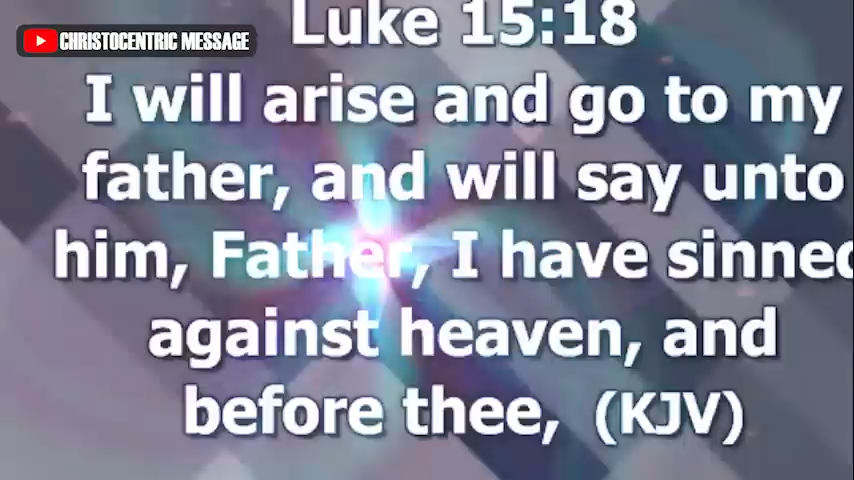 CHRISTOCENTRIC MESSAGE
Luke 15:18
I will arise and go to my
father, and will say unto
him, Father, I have sinned
against heaven, and
before thee, (KJV)